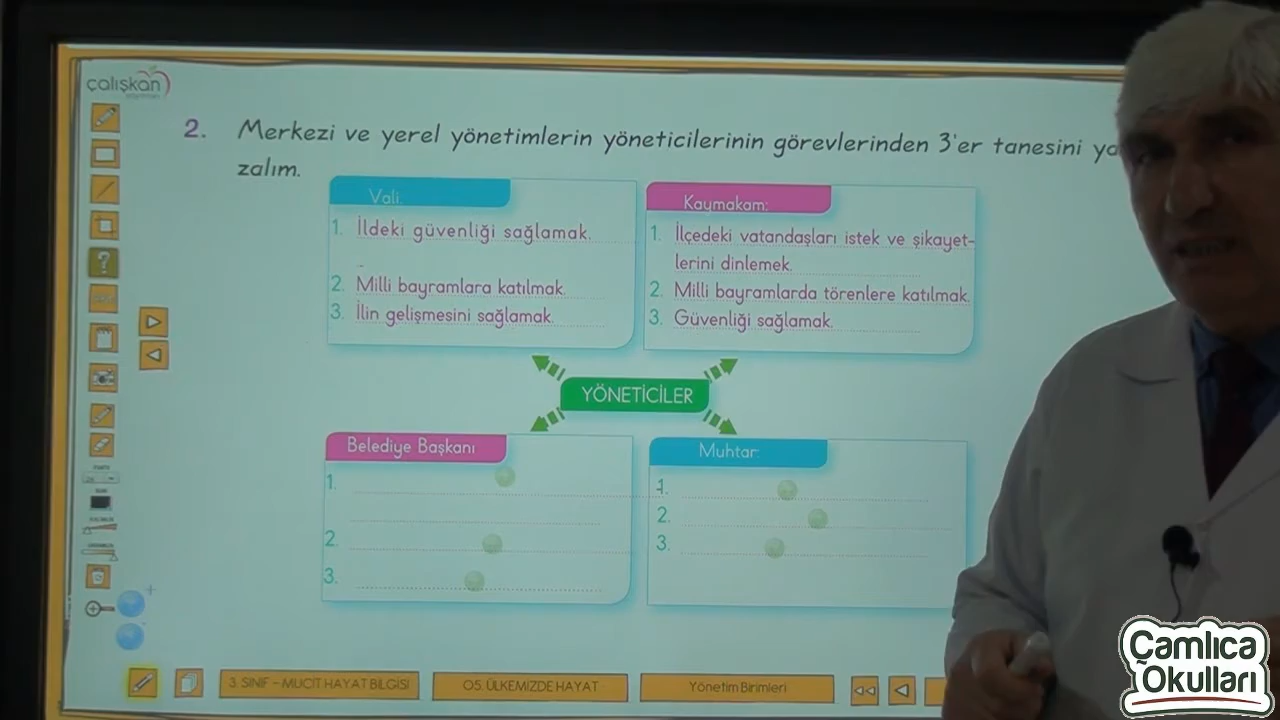 çalışkan
2. Merkezi ve yerel yönetimlerin yöneticilerinin görevlerinden 3'er tanesini ya
zalım.
Vali.
1. İldeki güvenliği sağlamak.
2. Milli bayramlara katılmak.
3. İlin gelişmesini sağlamak.
Kaymakam:
1. İlçedeki vatandaşları istek ve şikayet-
lerini dinlemek.
2. Milli bayramlarda törenlere katılmak.
3. Güvenliği sağlamak.
YÖNETİCİLER
Belediye Başkanı
1.
2.
3.
Muhtar:
1.
2.
3.
3. SINIF - MUCİT HAYAT BİLGİSİ
05. ÜLKEMİZDE HAYAT
Yönetim Birimleri
Çamlıca
Okulları